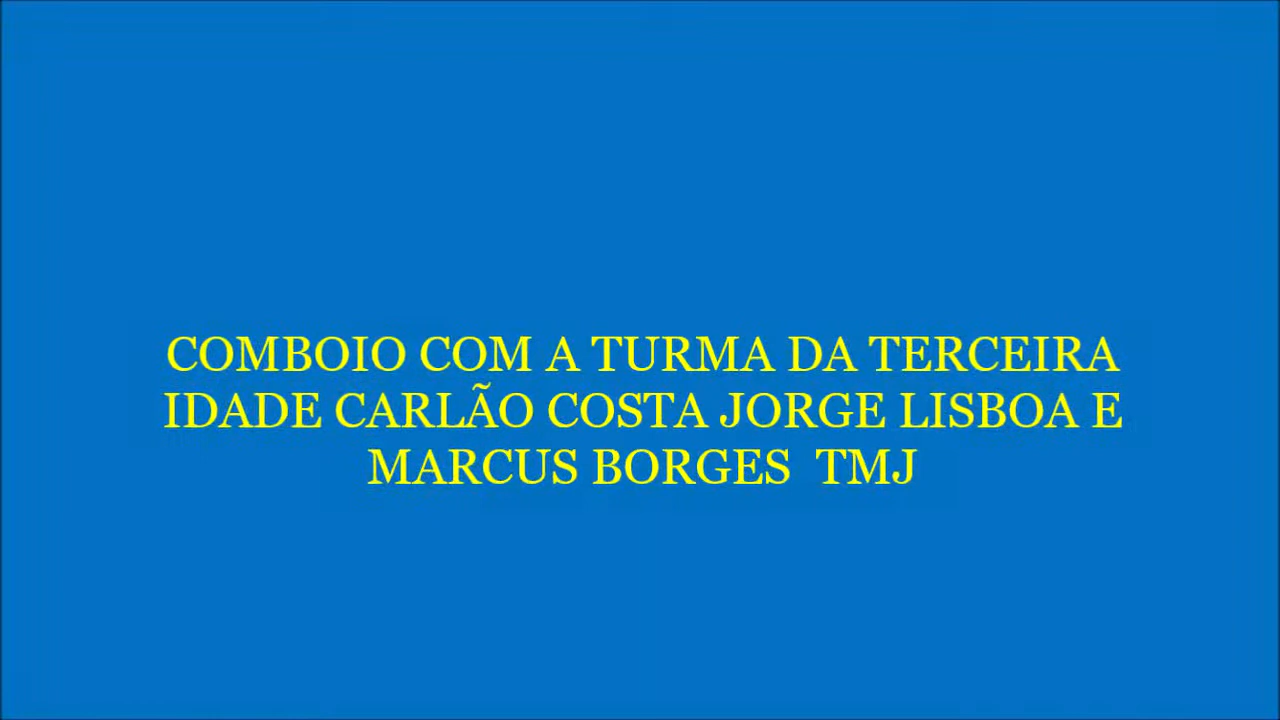 COMBOIO COM A TURMA DA TERCEIRA
IDADE CARLÃO COSTA JORGE LISBOA E
MARCUS BORGES  TMJ